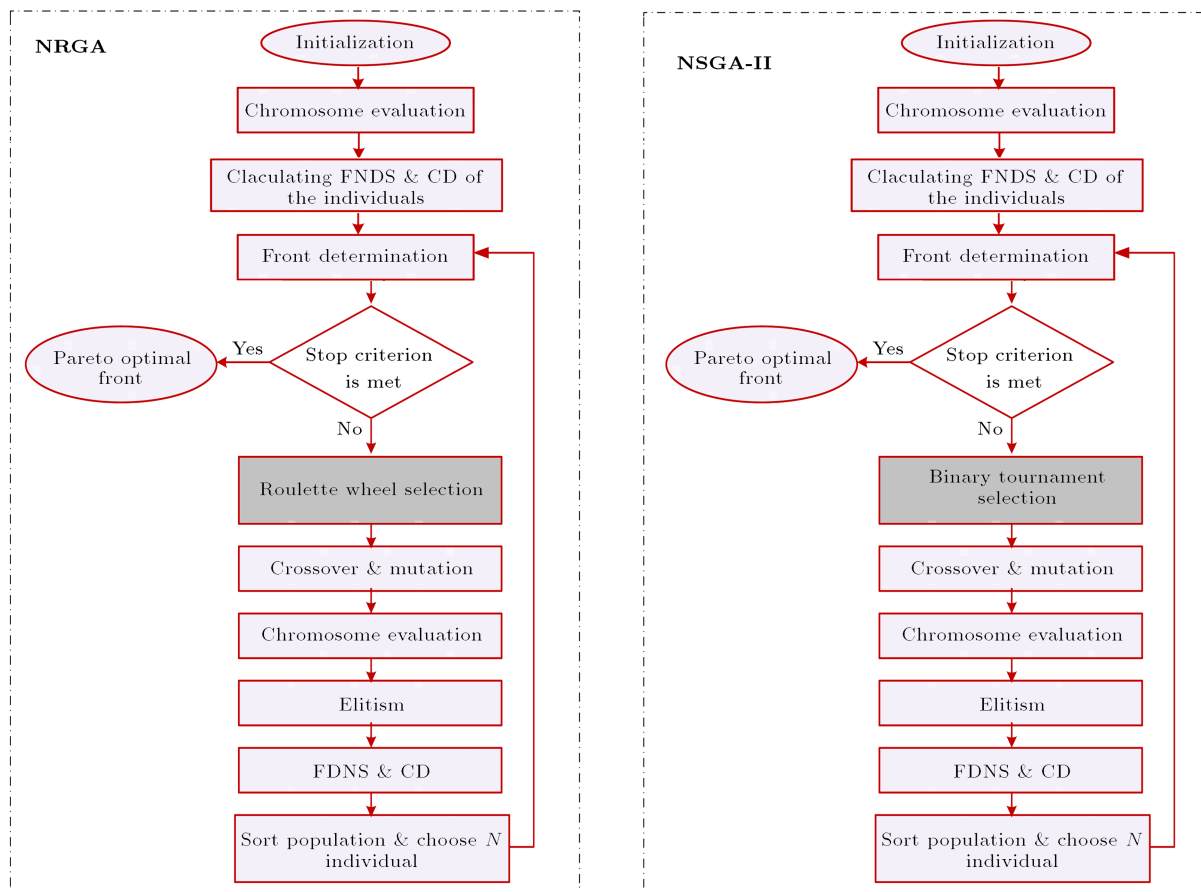 NRGA
Initialization
Chromosome evaluation
Claculating FNDS & CD of
the individuals
Front determination
Stop criterion
is met
Yes
Pareto optimal
front
No
Roulette wheel selection
Crossover & mutation
Chromosome evaluation
Elitism
FDNS & CD
Sort population & choose N
individual
NSGA-II
Initialization
Chromosome evaluation
Claculating FNDS & CD of
the individuals
Front determination
Stop criterion
is met
Yes
Pareto optimal
front
No
Binary tournament
selection
Crossover & mutation
Chromosome evaluation
Elitism
FDNS & CD
Sort population & choose N
individual